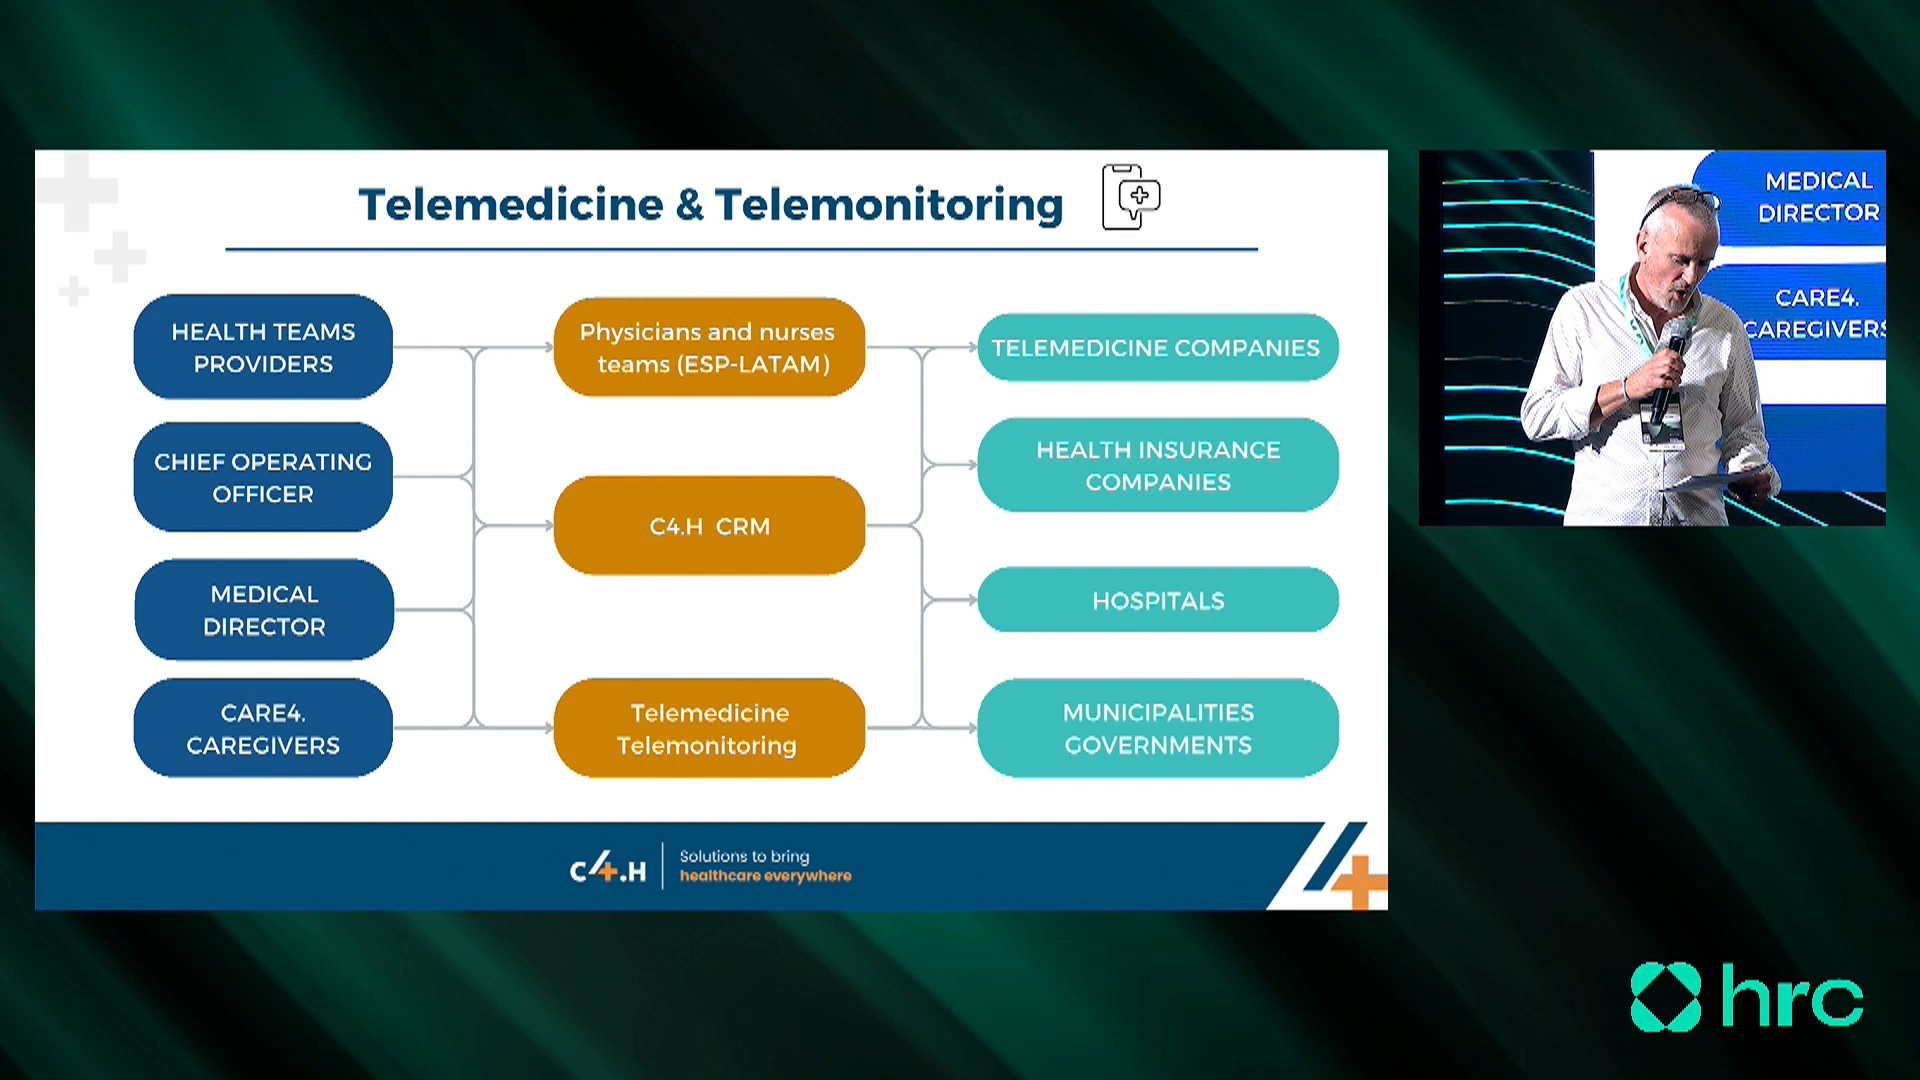 Telemedicine & Telemonitoring
HEALTH TEAMS
PROVIDERS
CHIEF OPERATING
OFFICER
MEDICAL
DIRECTOR
CARE4.
CAREGIVERS
Physicians and nurses
teams (ESP-LATAM)
C4.H CRM
Telemedicine
Telemonitoring
TELEMEDICINE COMPANIES
HEALTH INSURANCE
COMPANIES
HOSPITALS
MUNICIPALITIES
GOVERNMENTS
C4.H
Solutions to bring
healthcare everywhere
4
MEDICAL
DIRECTOR
CARE4.
CAREGIVERS
hrc